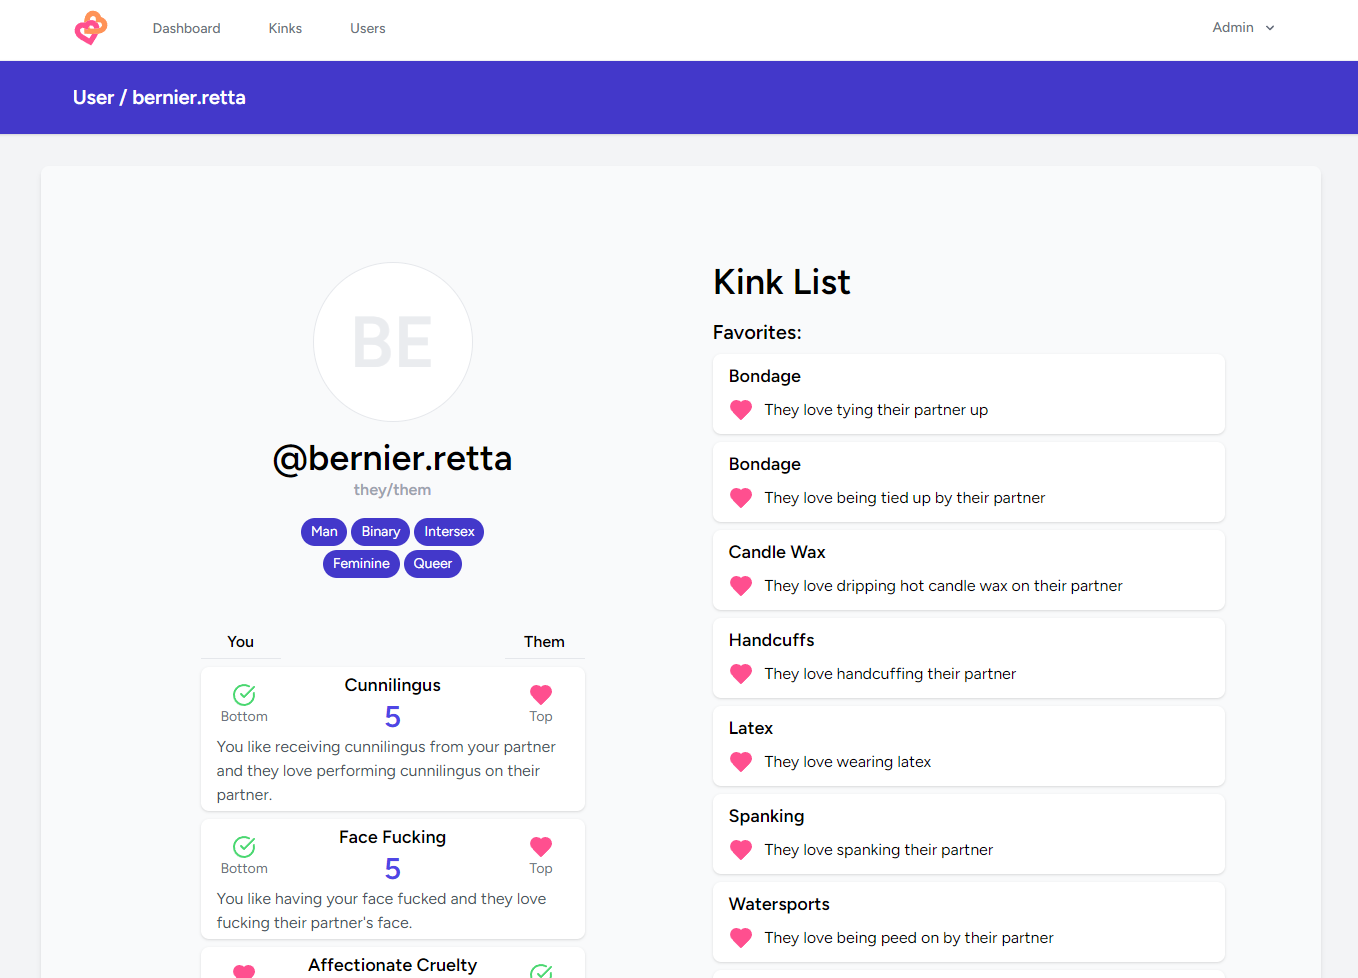 Dashboard
Kinks
Users
Admin
User / bernier.retta
BE
@bernier.retta
they/them
Man
Binary
Intersex
Feminine
Queer
You
Them
Cunnilingus
5
Bottom
Top
You like receiving cunnilingus from your partner
and they love performing cunnilingus on their
partner.
Face Fucking
5
Bottom
Top
You like having your face fucked and they love
fucking their partner's face.
Affectionate Cruelty
Kink List
Favorites:
Bondage
They love tying their partner up
Bondage
They love being tied up by their partner
Candle Wax
They love dripping hot candle wax on their partner
Handcuffs
They love handcuffing their partner
Latex
They love wearing latex
Spanking
They love spanking their partner
Watersports
They love being peed on by their partner